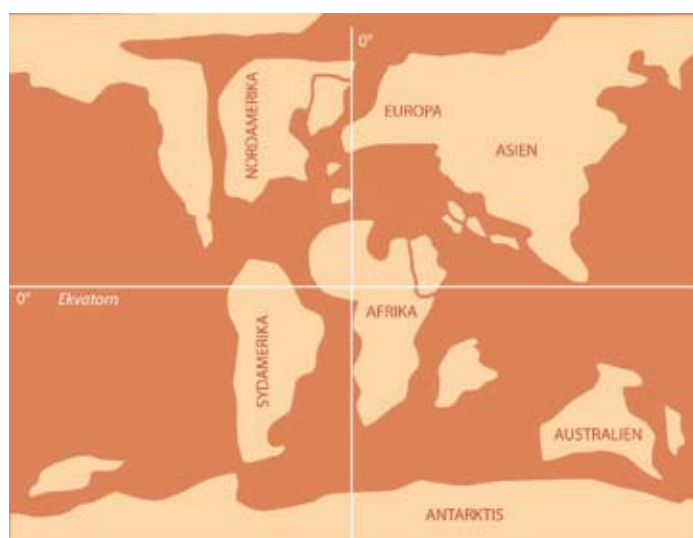 0°
NORDAMERIKA
EUROPA
ASIEN
0° Ekvatorn
AFRIKA
SYDAMERIKA
AUSTRALIEN
ANTARKTIS